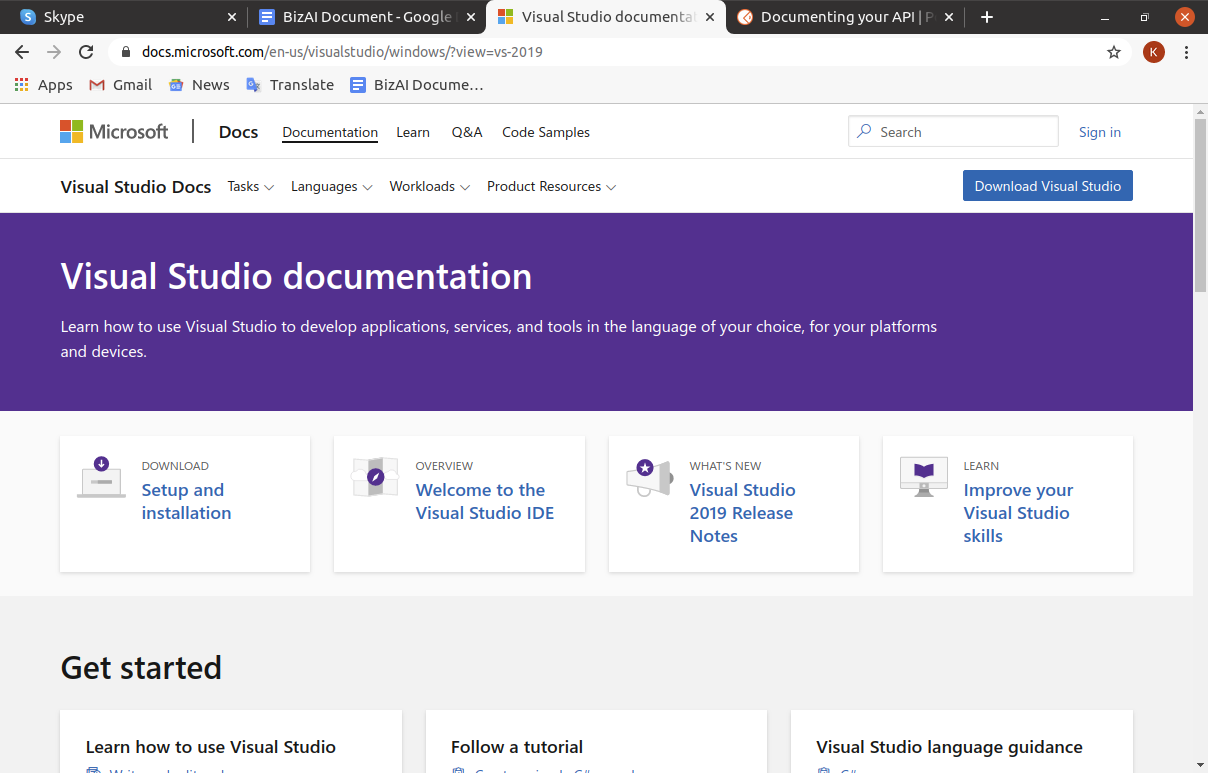 Skype
BizAI Document - Google
Visual Studio documenta
Documenting your API |
docs.microsoft.com/en-us/visualstudio/windows/?view=vs-2019
K
Apps Gmail News Translate BizAI Docume…
Microsoft Docs Documentation Learn Q&A Code Samples Search Sign in
Visual Studio Docs Tasks Languages Workloads Product Resources Download Visual Studio
Visual Studio documentation
Learn how to use Visual Studio to develop applications, services, and tools in the language of your choice, for your platforms
and devices.
DOWNLOAD
Setup and
installation
OVERVIEW
Welcome to the
Visual Studio IDE
WHAT'S NEW
Visual Studio
2019 Release
Notes
LEARN
Improve your
Visual Studio
skills
Get started
Learn how to use Visual Studio
Follow a tutorial
Visual Studio language guidance